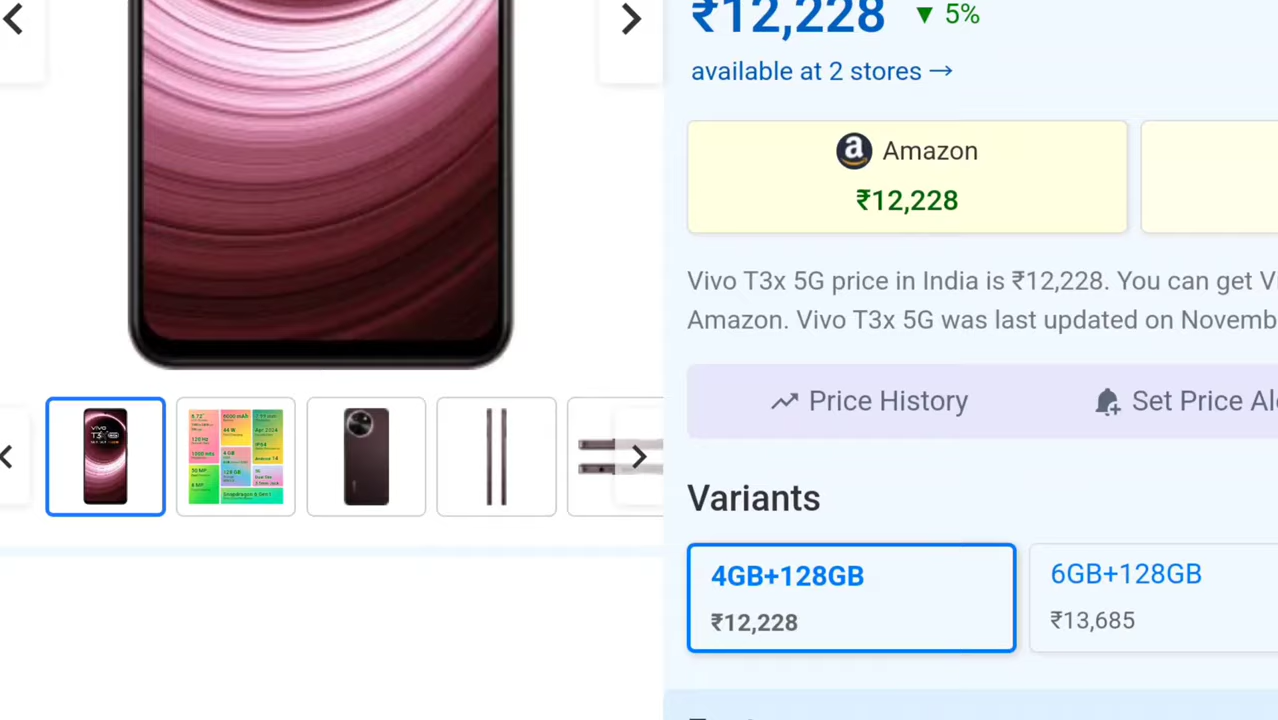 ₹12,228 ▼ 5%
available at 2 stores →
Amazon
₹12,228
Vivo T3x 5G price in India is ₹12,228. You can get V
Amazon. Vivo T3x 5G was last updated on Novemb
Price History
Set Price Al
Variants
4GB+128GB
₹12,228
6GB+128GB
₹13,685